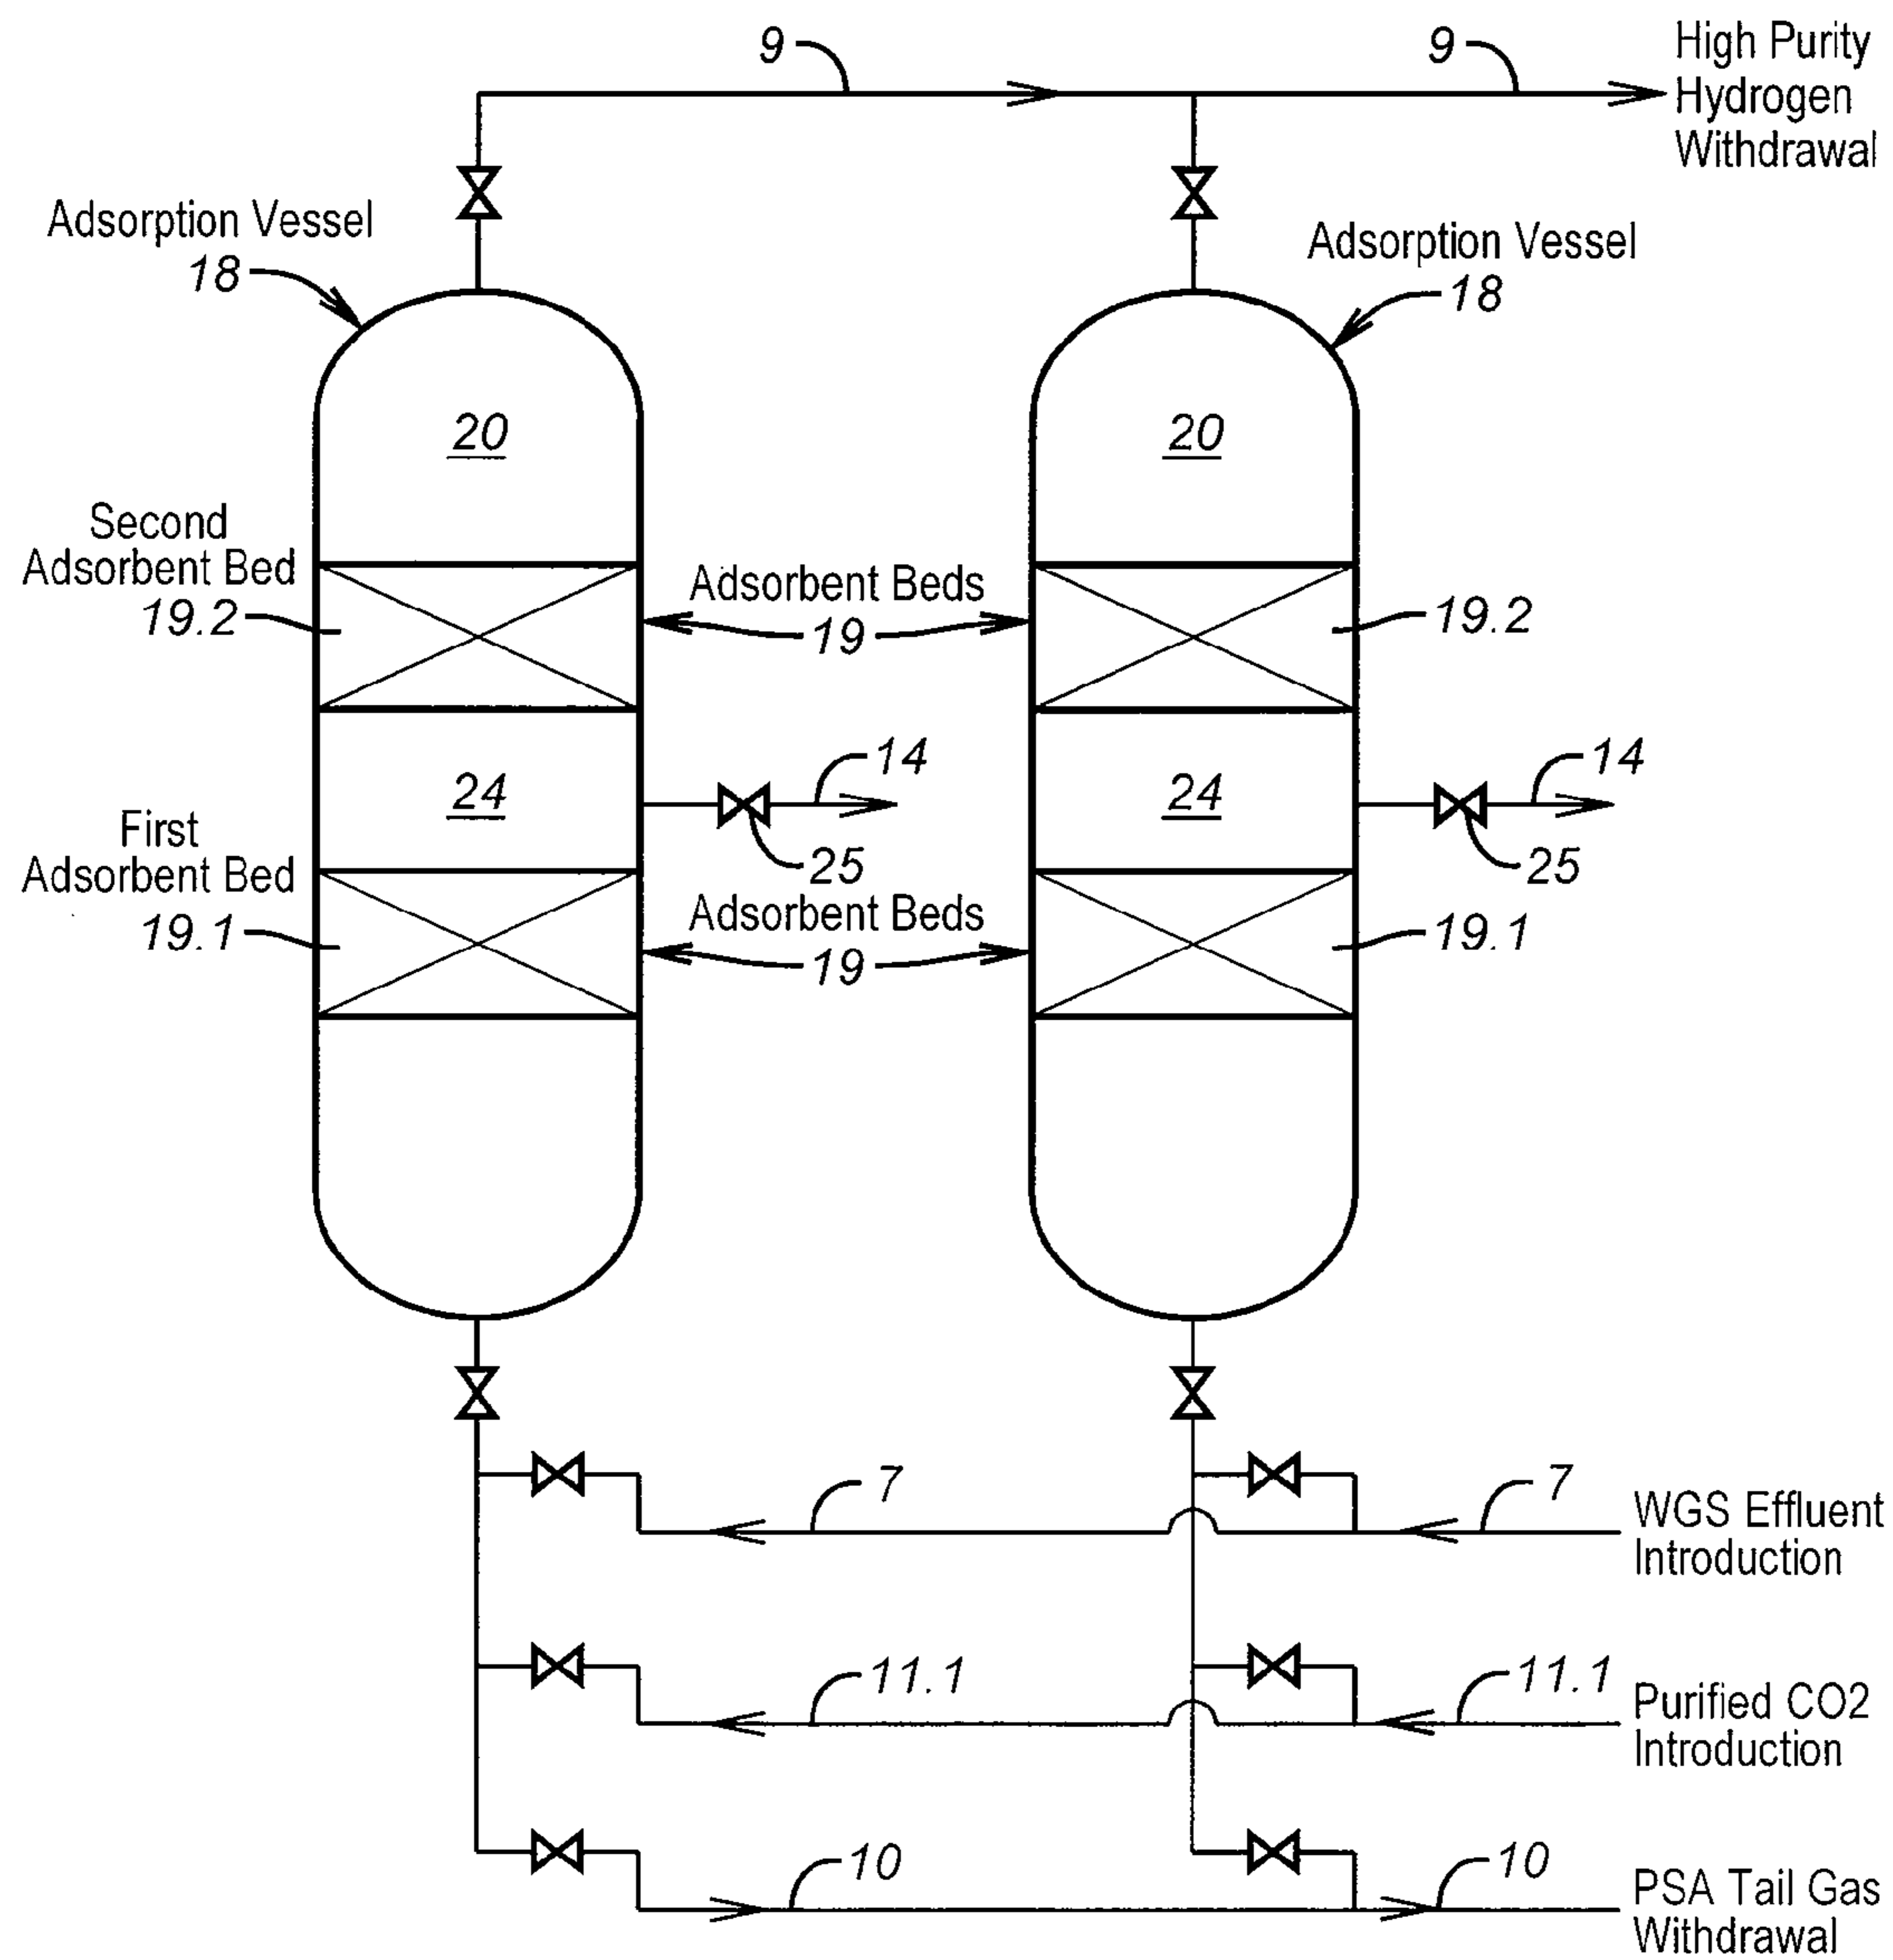 9
9
High Purity
Hydrogen
Withdrawal
Adsorption Vessel
18
Adsorption Vessel
18
20
20
Second
Adsorbent Bed
19.2
Adsorbent Beds
19
19.2
24
14
25
24
14
25
First
Adsorbent Bed
19.1
Adsorbent Beds
19
19.1
7
7
WGS Effluent
Introduction
11.1
11.1
Purified CO2
Introduction
10
10
PSA Tail Gas
Withdrawal